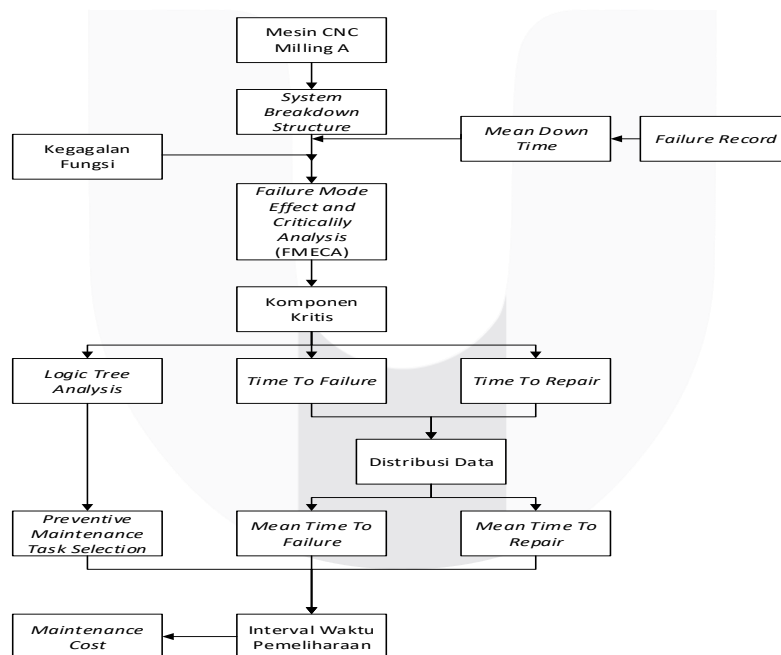 Mesin CNC
Milling A
System
Breakdown
Structure
Mean Down
Time
Failure Record
Kegagalan
Fungsi
Failure Mode
Effect and
Criticalily
Analysis
(FMECA)
Komponen
Kritis
Logic Tree
Analysis
Time To Failure
Time To Repair
Distribusi Data
Preventive
Maintenance
Task Selection
Mean Time To
Failure
Mean Time To
Repair
Maintenance
Cost
Interval Waktu
Pemeliharaan